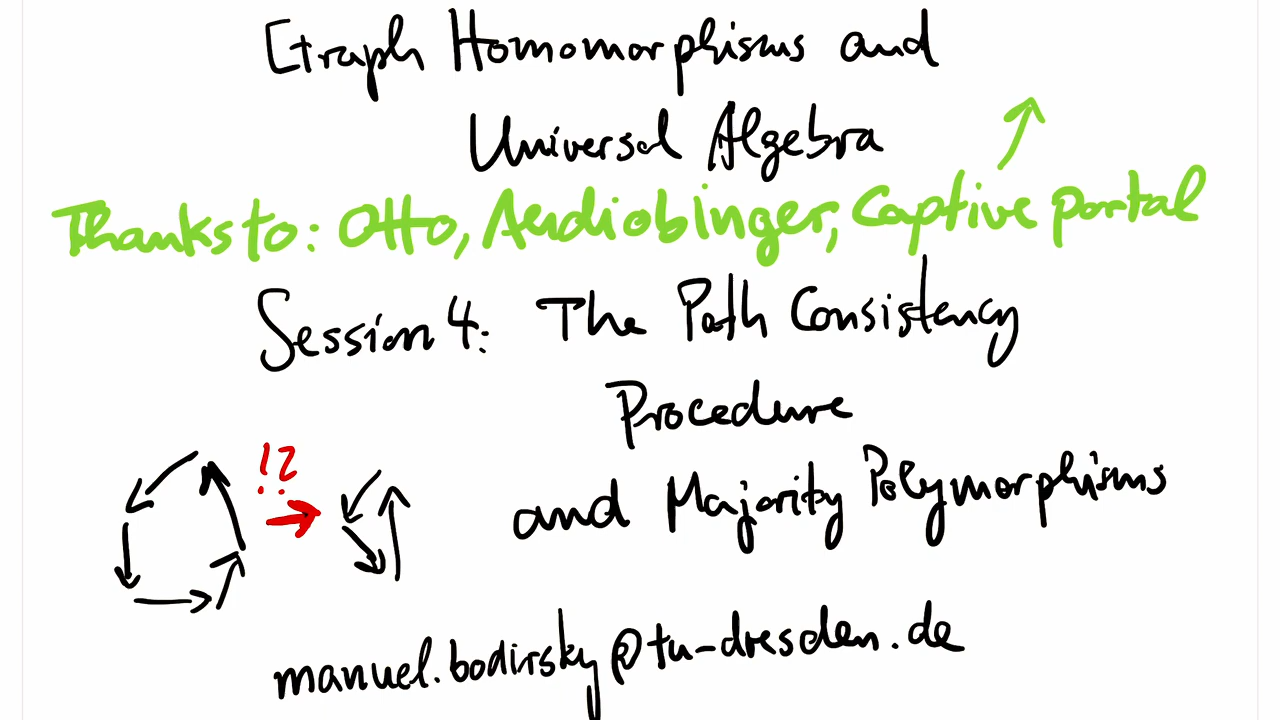 Graph Homomorphisms and
Universal Algebra
Thanks to: Otto, Audiobinger, Captive portal
Session 4: The Path Consistency
Procedure
!?
and Majority Polymorphisms
manuel.bodirsky@tu-dresden.de